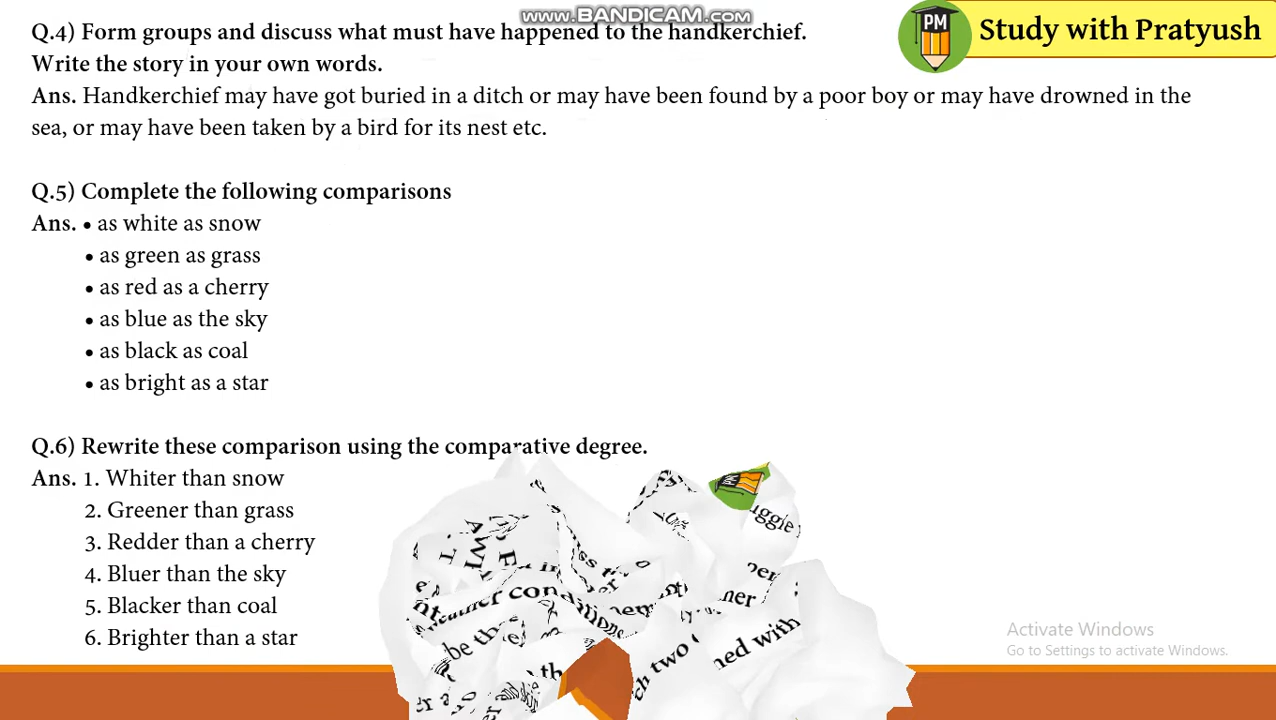 www.BANDICAM.com
PM
Study with Pratyush
Q.4) Form groups and discuss what must have happened to the handkerchief.
Write the story in your own words.
Ans. Handkerchief may have got buried in a ditch or may have been found by a poor boy or may have drowned in the
sea, or may have been taken by a bird for its nest etc.
Q.5) Complete the following comparisons
Ans. • as white as snow
• as green as grass
• as red as a cherry
• as blue as the sky
• as black as coal
• as bright as a star
Q.6) Rewrite these comparison using the comparative degree.
Ans. 1. Whiter than snow
2. Greener than grass
3. Redder than a cherry
4. Bluer than the sky
5. Blacker than coal
6. Brighter than a star
be th
two
ned with
Activate Windows
Go to Settings to activate Windows.